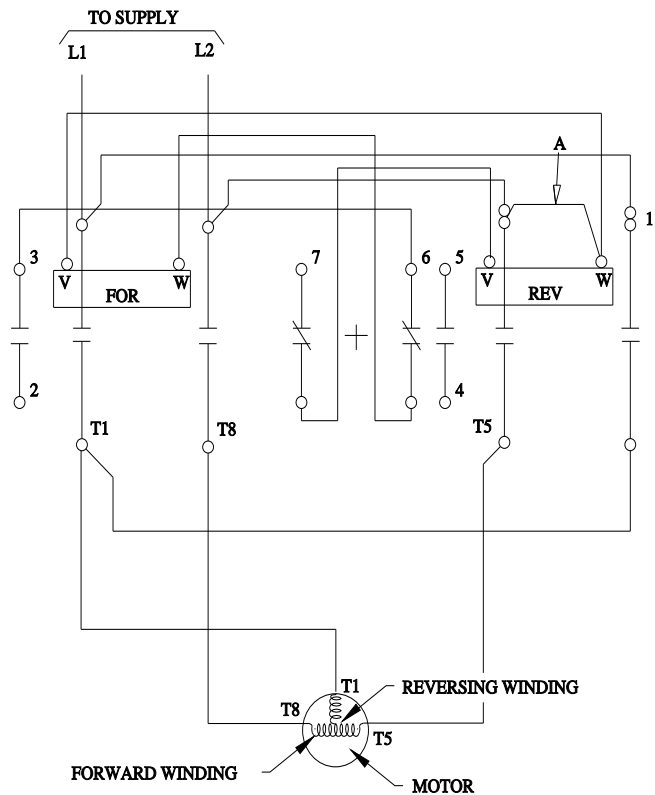 TO SUPPLY
L1 L2
A
1
3 7 6 5
V W V W
FOR REV
2 4
T1 T8 T5
T1
REVERSING WINDING
T8
T5
FORWARD WINDING
MOTOR